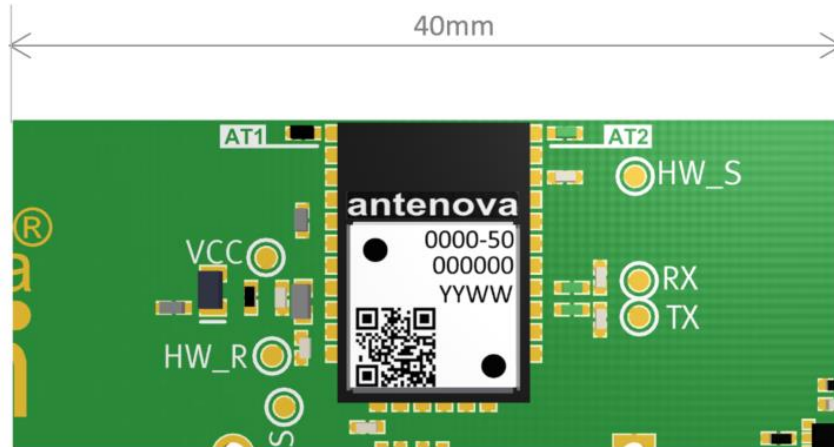 40mm
AT1
AT2
HW_S
antenova
0000-50
000000
YYWW
VCC
RX
TX
HW_R
S
®
a